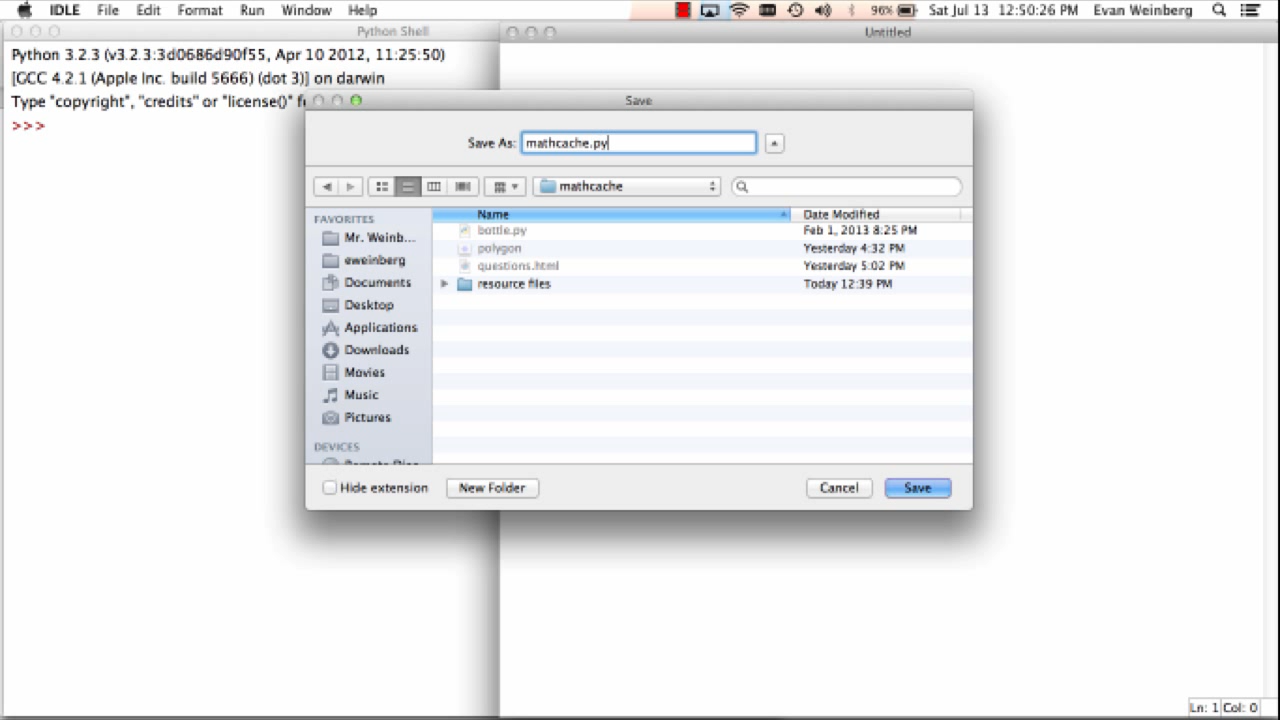 IDLE File Edit Format Run Window Help 96% Sat Jul 13 12:50:26 PM Evan Weinberg
Python Shell
Untitled
Python 3.2.3 (v3.2.3:3d0686d90f55, Apr 10 2012, 11:25:50)
[GCC 4.2.1 (Apple Inc. build 5666) (dot 3)] on darwin
Type "copyright", "credits" or "license()" f
>>>
Save
Save As: mathcache.py
mathcache
FAVORITES
Mr. Weinb...
eweinberg
Documents
Desktop
Applications
Downloads
Movies
Music
Pictures
DEVICES
Name Date Modified
bottle.py Feb 1, 2013 8:25 PM
polygon Yesterday 4:32 PM
questions.html Yesterday 5:02 PM
resource files Today 12:39 PM
Hide extension New Folder Cancel Save
Ln: 1 Col: 0